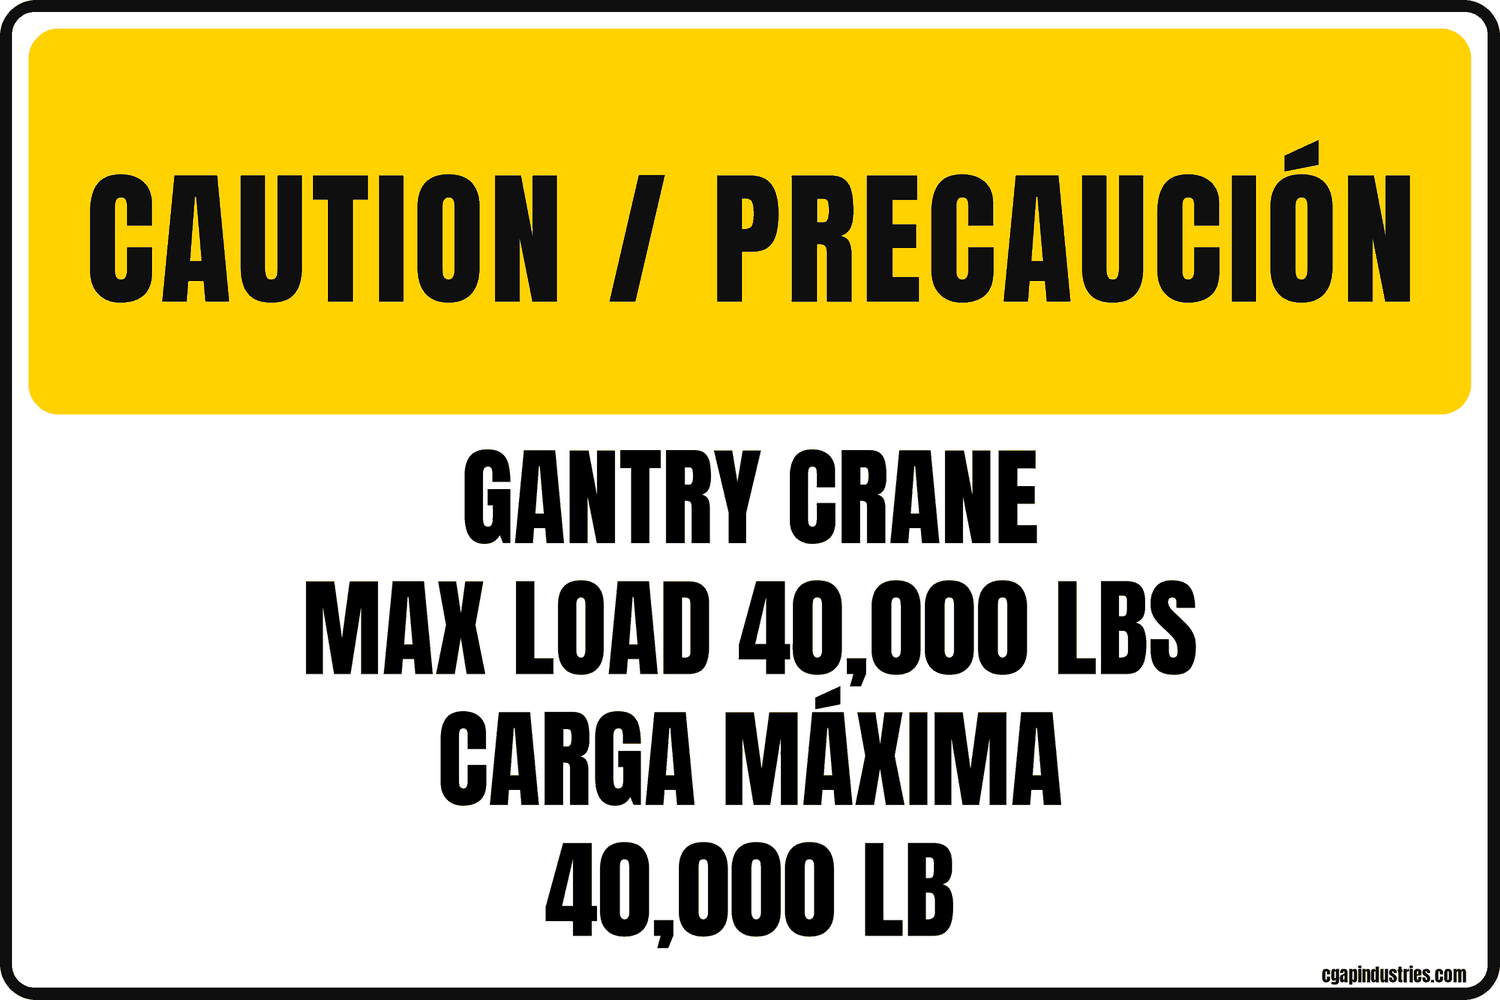 CAUTION / PRECAUCIÓN
GANTRY CRANE
MAX LOAD 40,000 LBS
CARGA MÁXIMA
40,000 LB
cgapindustries.com